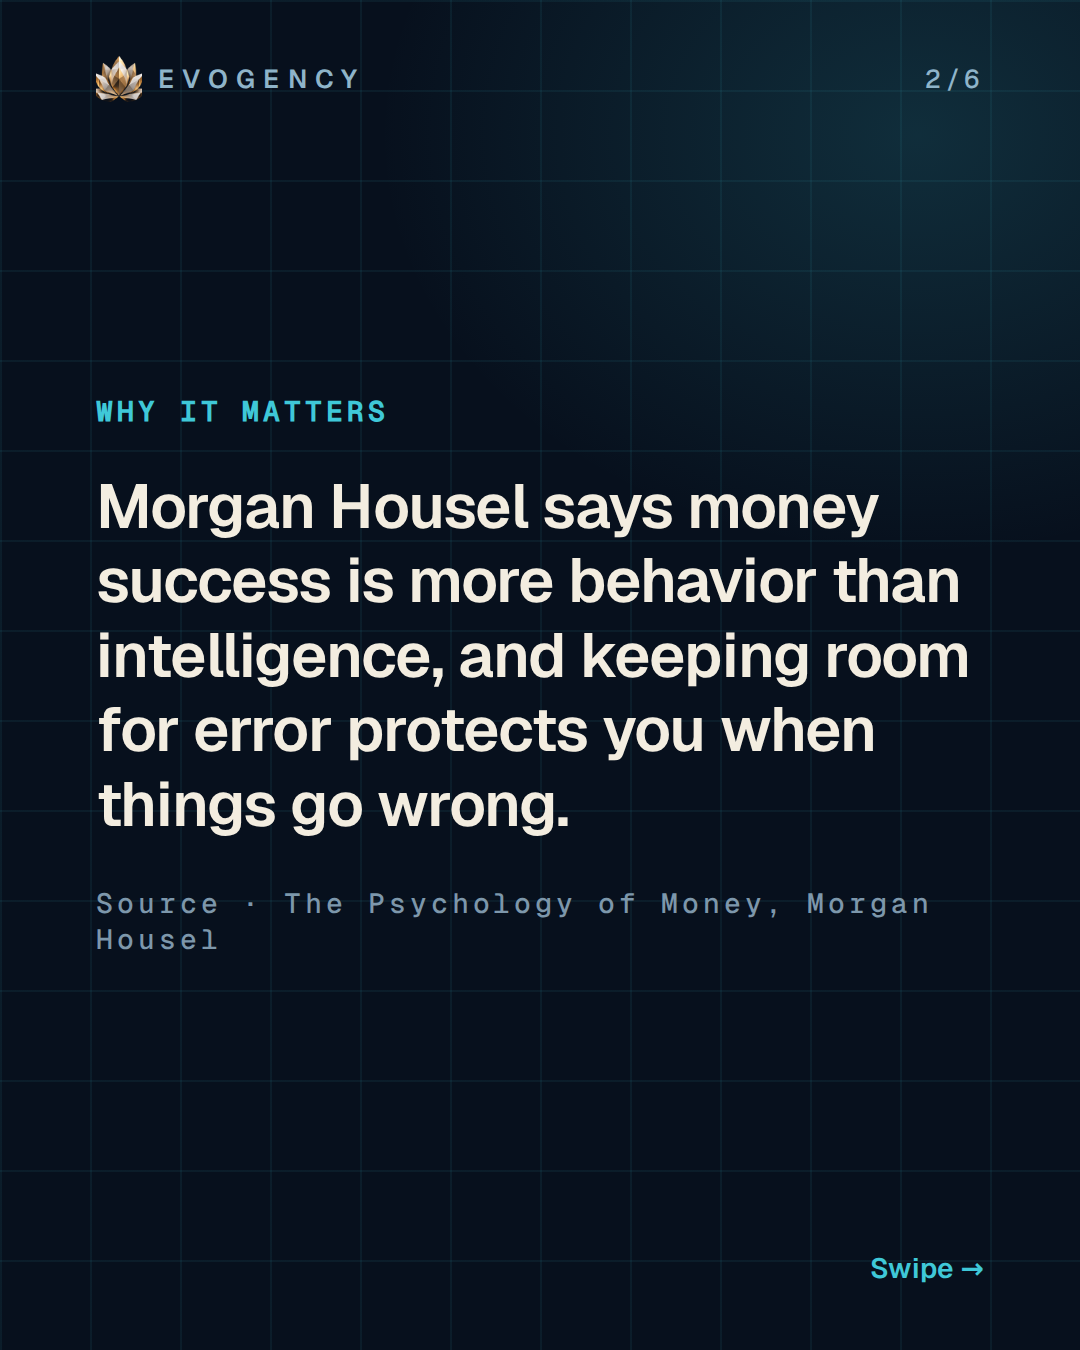 EVOGENCY
2/6
WHY IT MATTERS
Morgan Housel says money
success is more behavior than
intelligence, and keeping room
for error protects you when
things go wrong.
Source · The Psychology of Money, Morgan
Housel
Swipe →